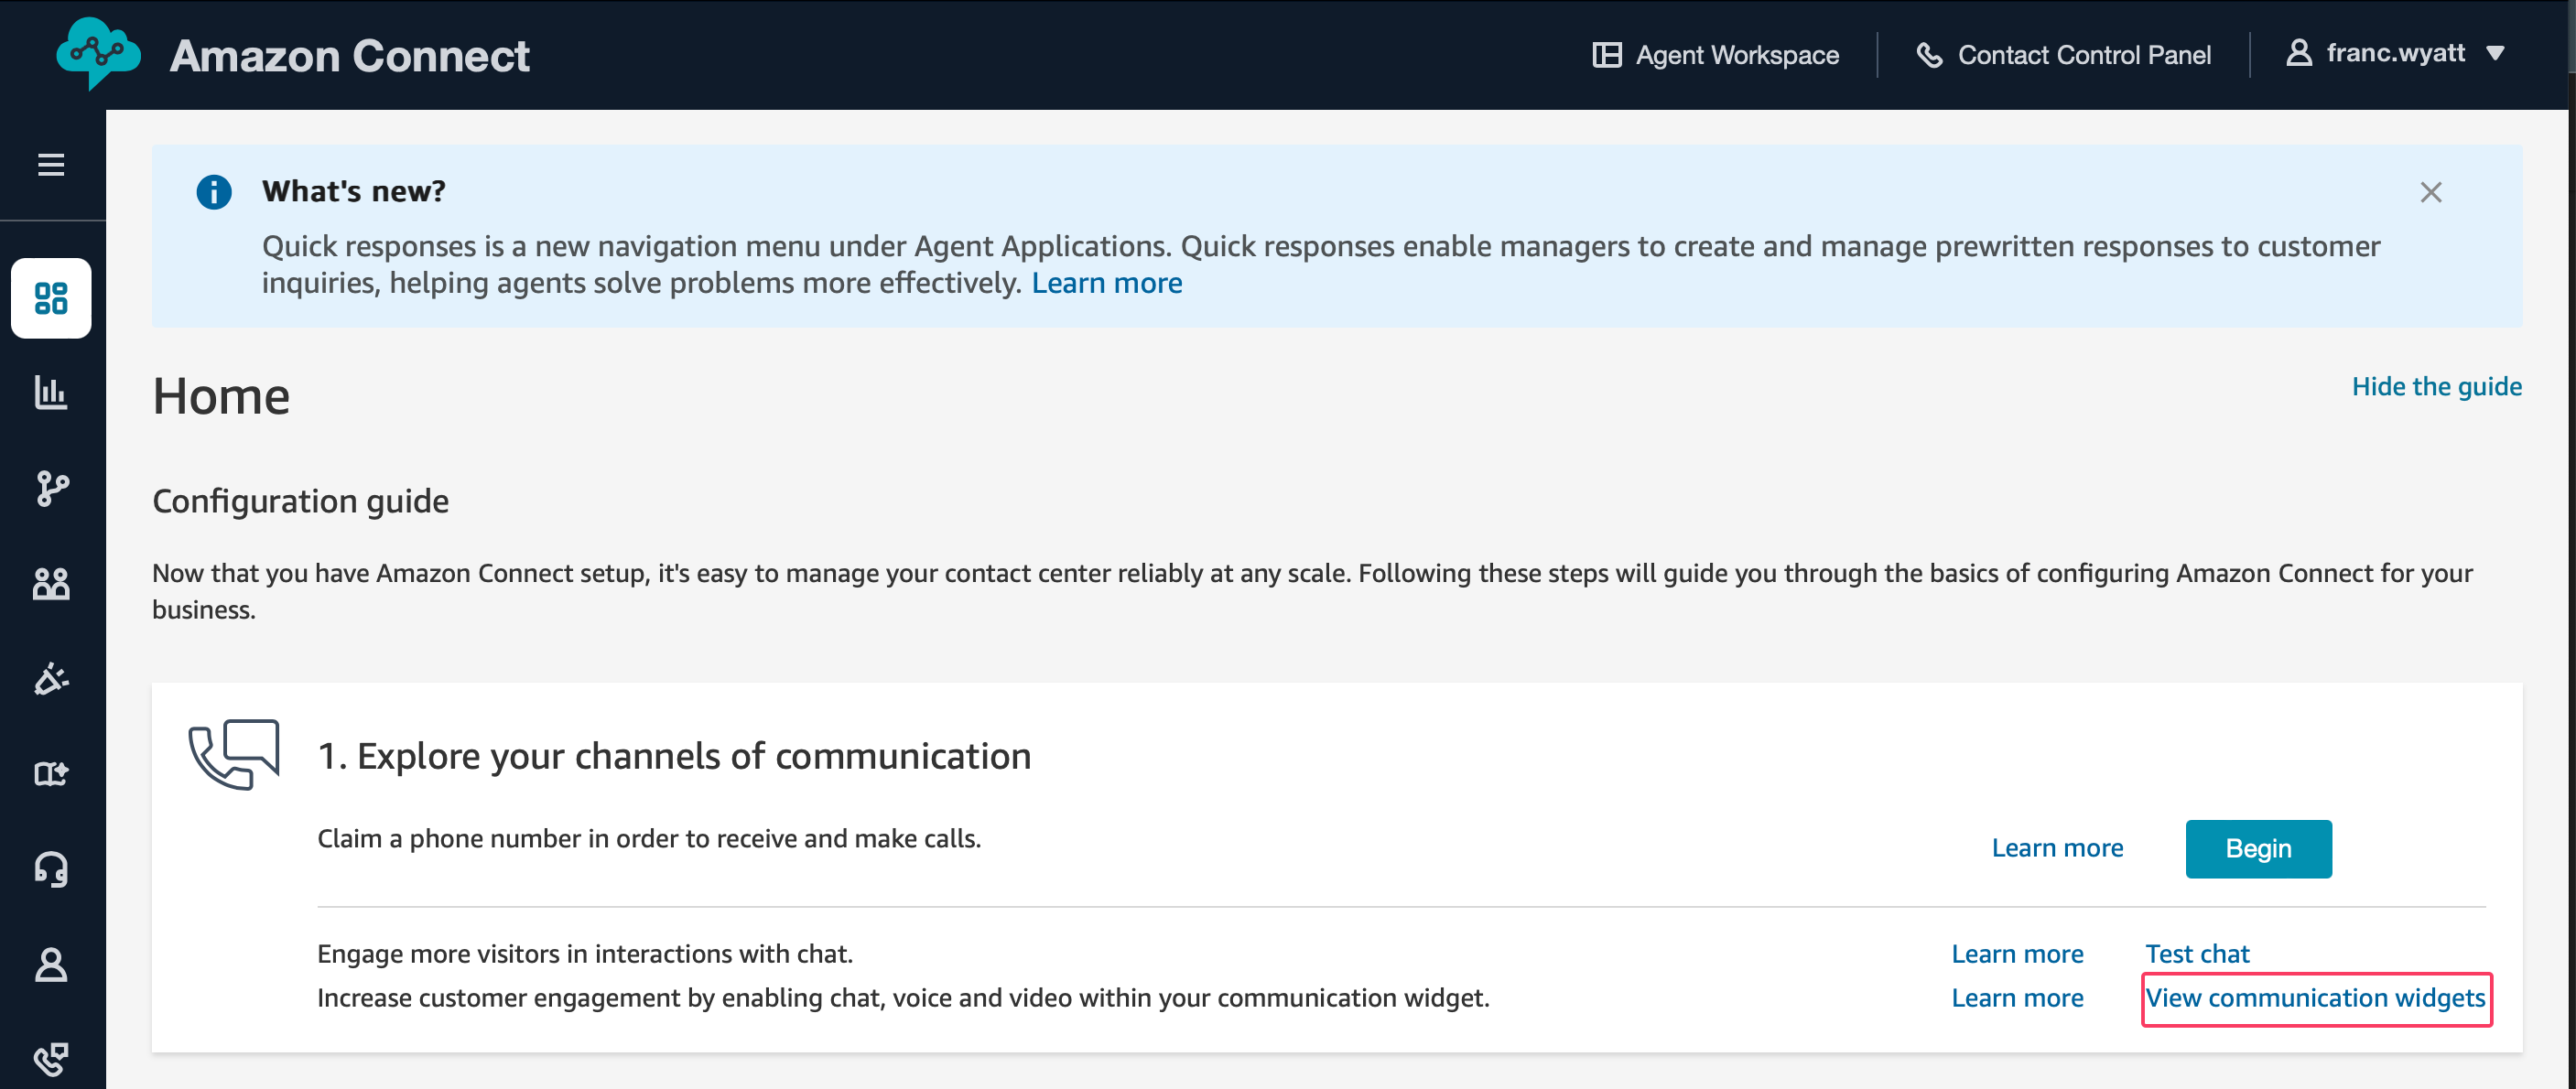 Amazon Connect
Agent Workspace
Contact Control Panel
franc.wyatt
What's new?
Quick responses is a new navigation menu under Agent Applications. Quick responses enable managers to create and manage prewritten responses to customer
inquiries, helping agents solve problems more effectively. Learn more
Home
Hide the guide
Configuration guide
Now that you have Amazon Connect setup, it's easy to manage your contact center reliably at any scale. Following these steps will guide you through the basics of configuring Amazon Connect for your
business.
1. Explore your channels of communication
Claim a phone number in order to receive and make calls.
Learn more
Begin
Engage more visitors in interactions with chat.
Learn more
Test chat
Increase customer engagement by enabling chat, voice and video within your communication widget.
Learn more
View communication widgets